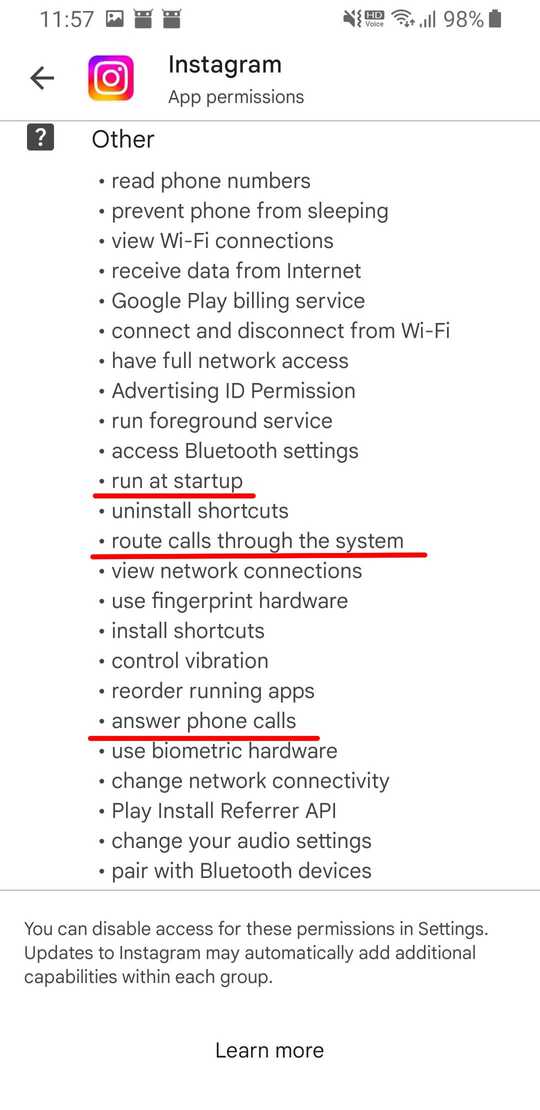 11:57
HD
Voice
98%
Instagram
App permissions
?
Other
• read phone numbers
• prevent phone from sleeping
• view Wi-Fi connections
• receive data from Internet
• Google Play billing service
• connect and disconnect from Wi-Fi
• have full network access
• Advertising ID Permission
• run foreground service
• access Bluetooth settings
• run at startup
• uninstall shortcuts
• route calls through the system
• view network connections
• use fingerprint hardware
• install shortcuts
• control vibration
• reorder running apps
• answer phone calls
• use biometric hardware
• change network connectivity
• Play Install Referrer API
• change your audio settings
• pair with Bluetooth devices
You can disable access for these permissions in Settings.
Updates to Instagram may automatically add additional
capabilities within each group.
Learn more